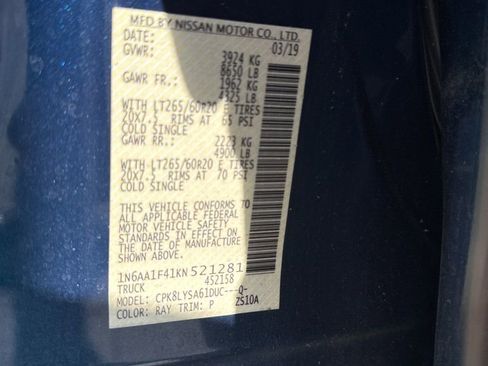 MFD BY NISSAN MOTOR CO., LTD.
DATE: 03/19
GVWR: 3924 KG
8650 LB
GAWR FR.: 1962 KG
4325 LB
WITH LT265/60R20 E TIRES
20X7.5 RIMS AT 65 PSI
COLD SINGLE
GAWR RR.: 2223 KG
4900 LB
WITH LT265/60R20 E TIRES
20X7.5 RIMS AT 70 PSI
COLD SINGLE
THIS VEHICLE CONFORMS TO
ALL APPLICABLE FEDERAL
MOTOR VEHICLE SAFETY
STANDARDS IN EFFECT ON
THE DATE OF MANUFACTURE
SHOWN ABOVE.
1N6AA1F41KN521281
TRUCK 452158
MODEL: CPK8LYSA61DUC---Q-
COLOR: RAY TRIM: P ZS10A